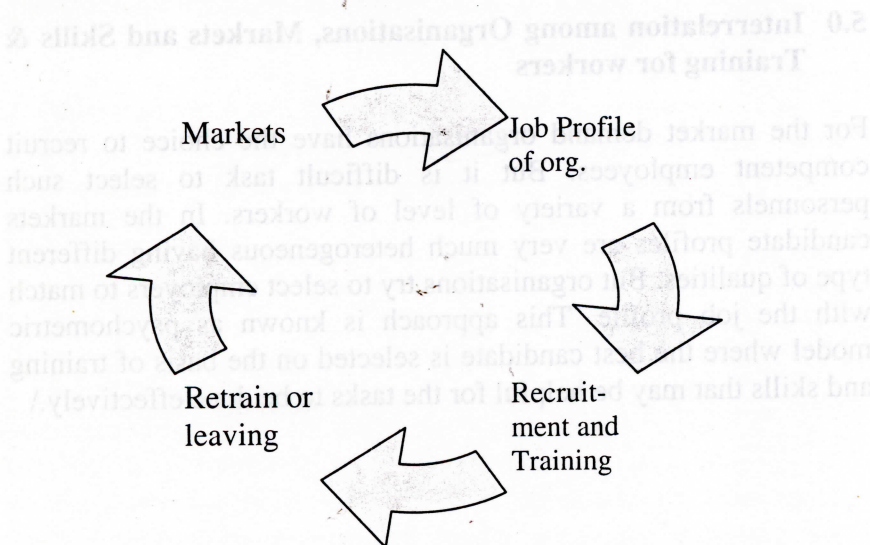 Markets
Job Profile
of org.
Retrain or
leaving
Recruit-
ment and
Training
5.0 Interrelation among Organisations, Markets and Skills &
Training for workers
For the market demand organisations have the choice to recruit
competent employees. But it is difficult task to select such
personnels from a variety of level of workers. In the markets
candidate profiles are very much heterogeneous having different
type of qualities. But organisations try to select employers to match
with the job profile. This approach is known as psychometric
model where the best candidate is selected on the basis of training
and skills that may be for the tasks effectively.